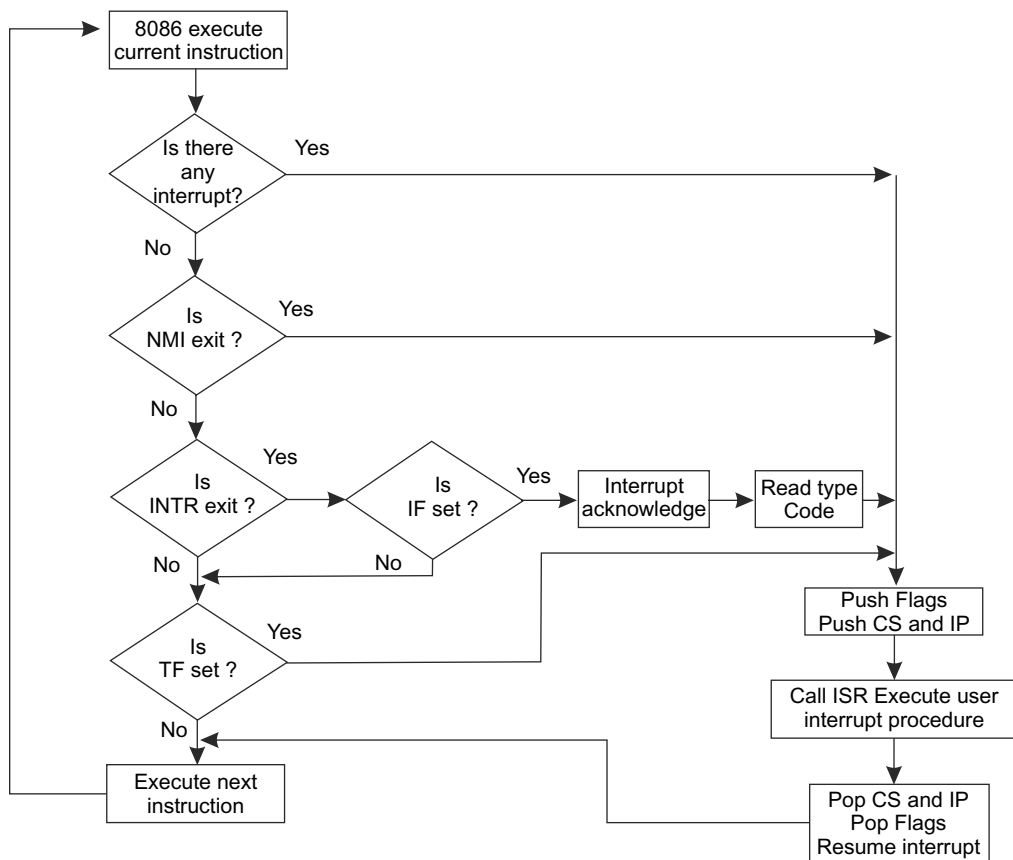 8086 execute
current instruction
Is there
any
interrupt?
Yes
No
Is
NMI exit ?
Yes
No
Is
INTR exit ?
Yes
No
Is
IF set ?
Yes
No
Interrupt
acknowledge
Read type
Code
Is
TF set ?
Yes
No
Push Flags
Push CS and IP
Call ISR Execute user
interrupt procedure
Execute next
instruction
Pop CS and IP
Pop Flags
Resume interrupt